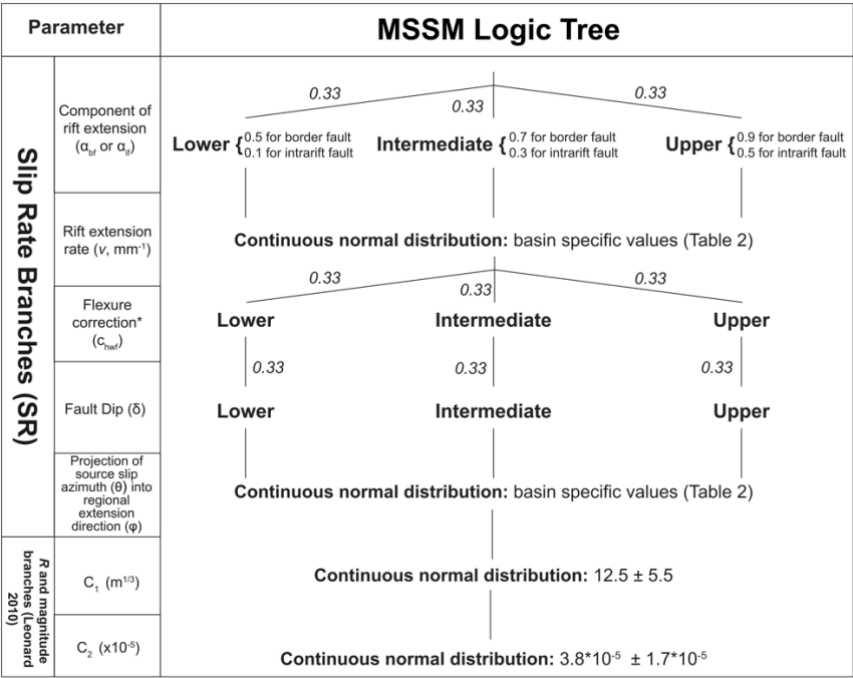 Parameter
MSSM Logic Tree
Slip Rate Branches (SR)
Component of
rift extension
(α_bf or α_if)
0.33
0.33
0.33
Lower {0.5 for border fault
0.1 for intrarift fault
Intermediate {0.7 for border fault
0.3 for intrarift fault
Upper {0.9 for border fault
0.5 for intrarift fault
Rift extension
rate (v, mm⁻¹)
Continuous normal distribution: basin specific values (Table 2)
0.33
0.33
0.33
Flexure
correction*
(c_hwf)
Lower
Intermediate
Upper
0.33
0.33
0.33
Fault Dip (δ)
Lower
Intermediate
Upper
Projection of
source slip
azimuth (θ) into
regional
extension
direction (φ)
Continuous normal distribution: basin specific values (Table 2)
R and magnitude
branches (Leonard
2010)
C₁ (m^1/3)
Continuous normal distribution: 12.5 ± 5.5
C₂ (x10⁻⁵)
Continuous normal distribution: 3.8*10⁻⁵ ± 1.7*10⁻⁵